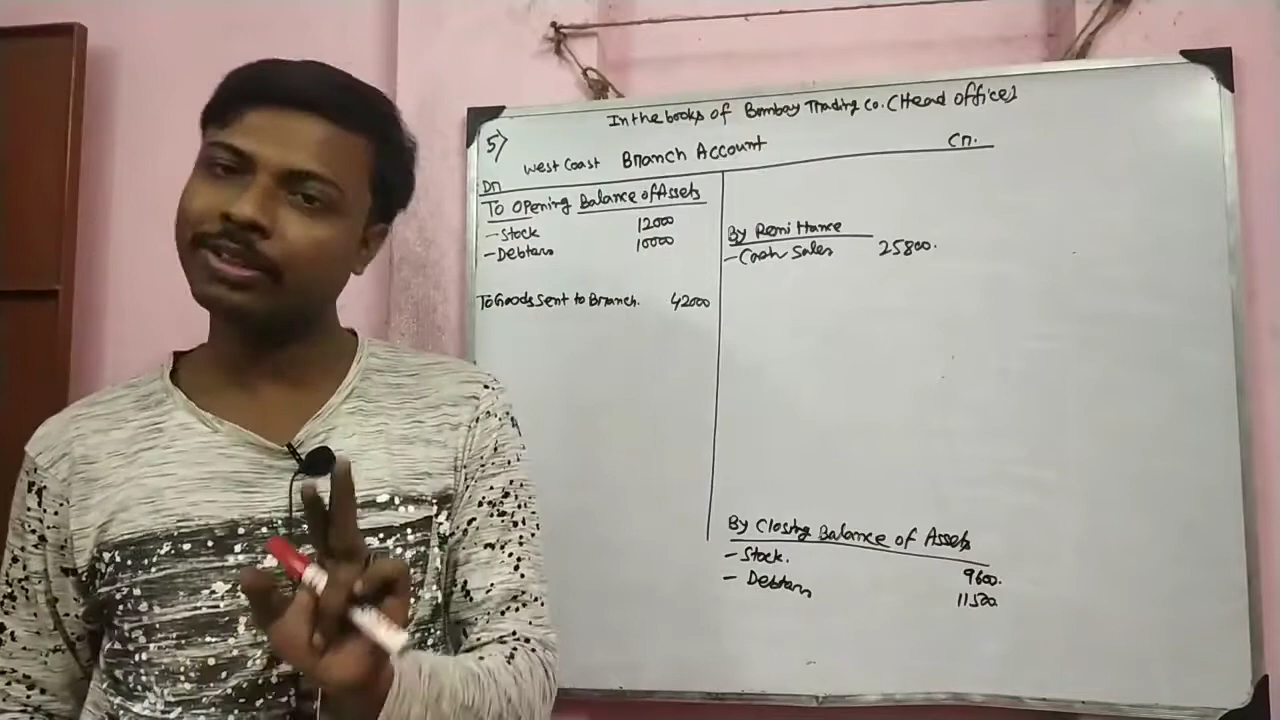 In the books of Bombay Trading Co. (Head Office)
5)
West Coast Branch Account
Dr
Cr.
To Opening Balance of Assets
- Stock 12000
- Debtors 10000
To Goods Sent to Branch. 42000
By Remittance
- Cash Sales 25800.
By Closing Balance of Assets
- Stock. 9600.
- Debtors 11500.